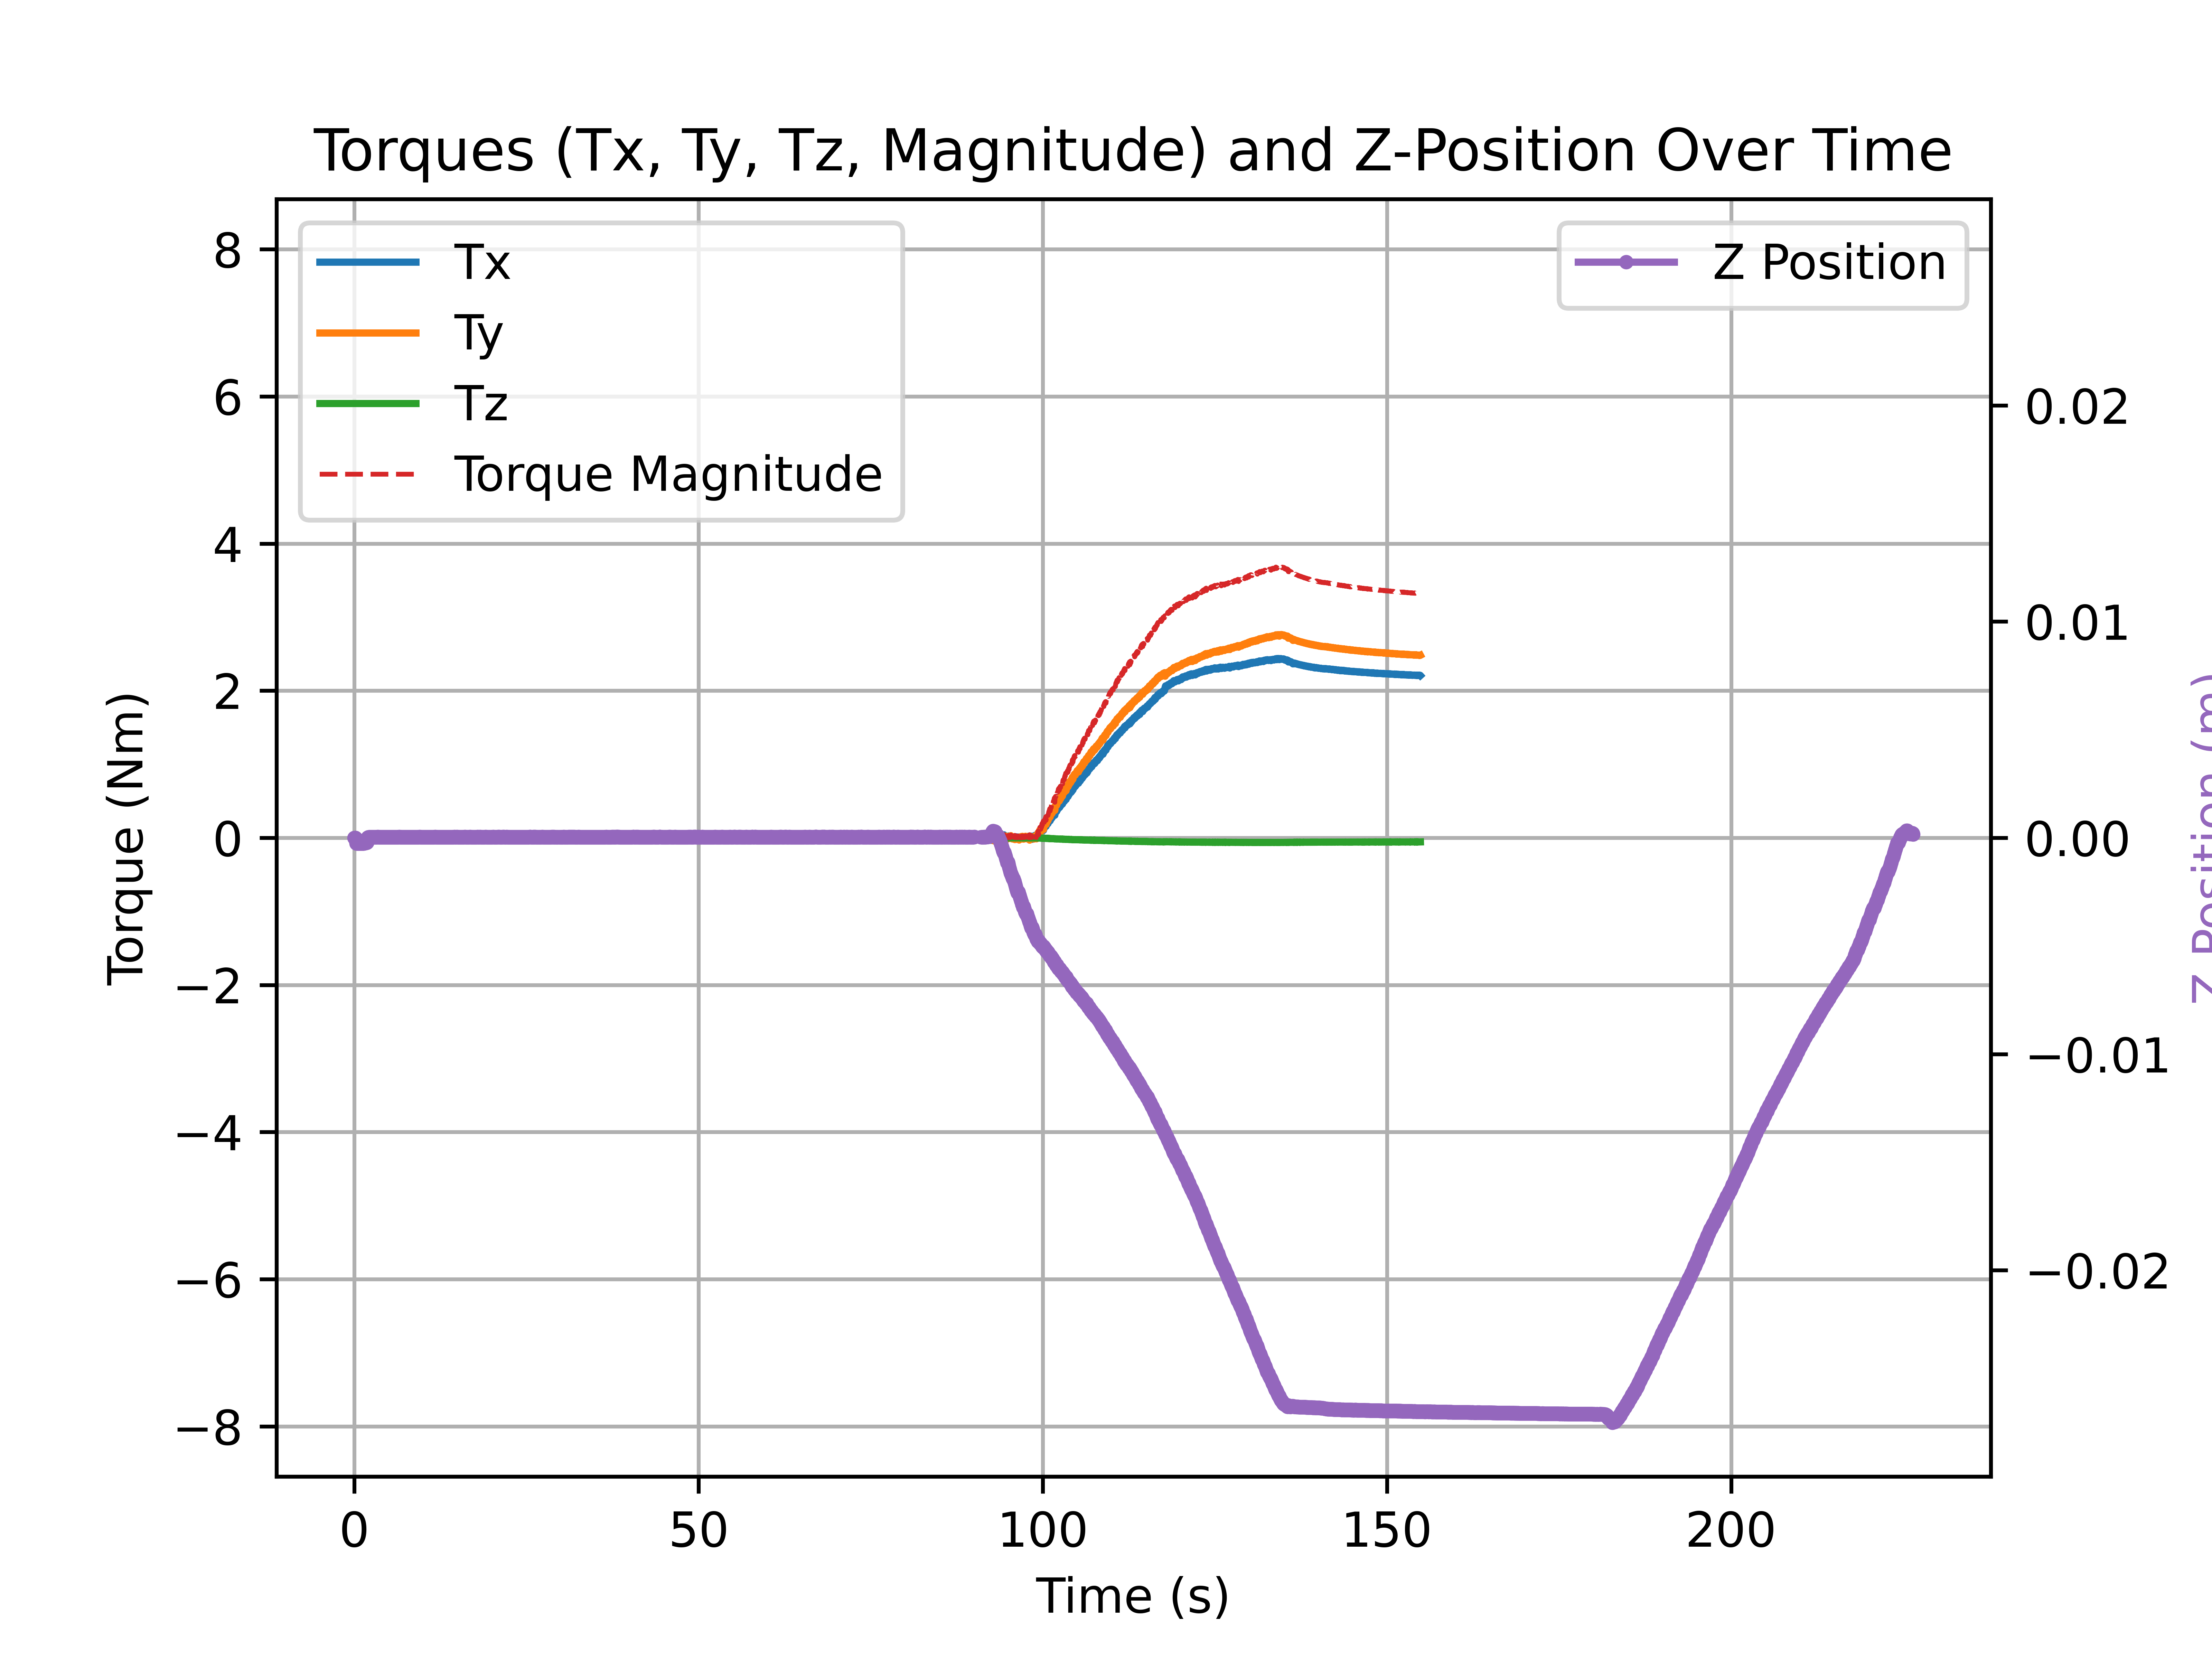 Torques (Tx, Ty, Tz, Magnitude) and Z-Position Over Time
Tx
Ty
Tz
Torque Magnitude
Z Position
8
6
4
2
0
−2
−4
−6
−8
Torque (Nm)
0.02
0.01
0.00
−0.01
−0.02
Z Position (m)
0
50
100
150
200
Time (s)